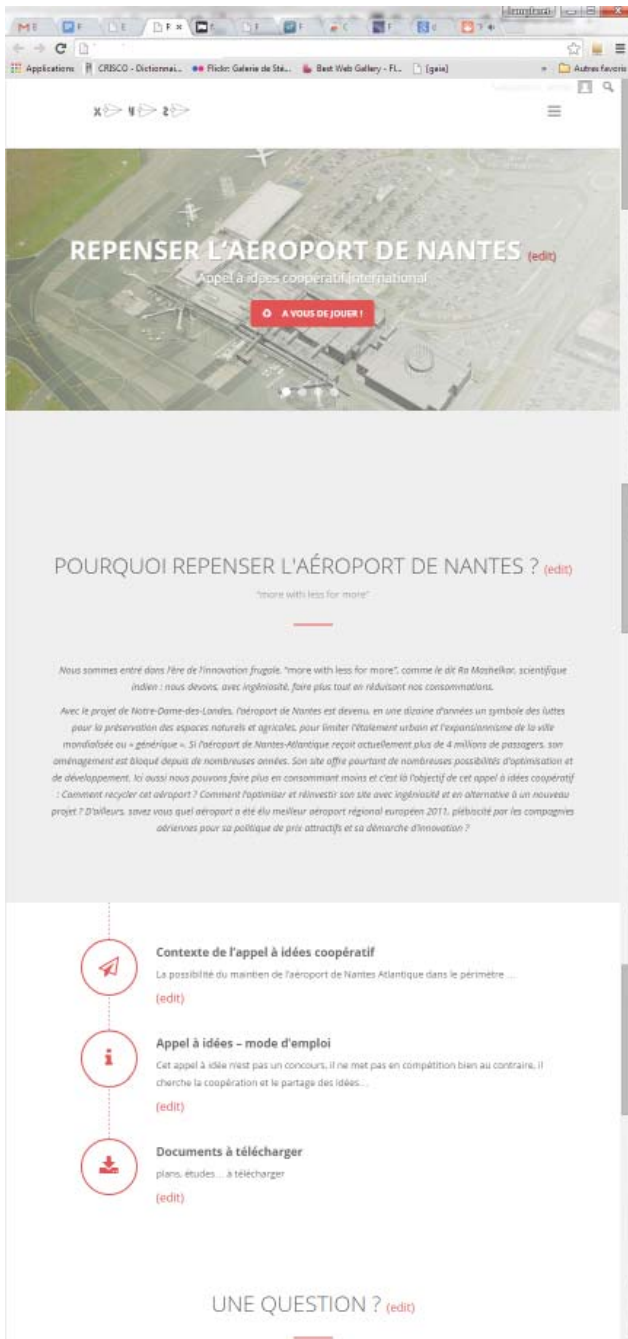 Applications CRISCO - Dictionnai... Flickr: Galerie de Sté... Best Web Gallery - Fl... [gaia] » Autres favoris
REPENSER L'AEROPORT DE NANTES (edit)
Appel à idées coopératif international
A VOUS DE JOUER !
POURQUOI REPENSER L'AÉROPORT DE NANTES ? (edit)
"more with less for more"
Nous sommes entré dans l'ère de l'innovation frugale, "more with less for more", comme le dit Ra Mashelkar, scientifique
indien : nous devons, avec ingéniosité, faire plus tout en réduisant nos consommations.
Avec le projet de Notre-Dame-des-Landes, l'aéroport de Nantes est devenu, en une dizaine d'années un symbole des luttes
pour la préservation des espaces naturels et agricoles, pour limiter l'étalement urbain et l'expansionnisme de la ville
mondialisée ou « générique ». Si l'aéroport de Nantes-Atlantique reçoit actuellement plus de 4 millions de passagers, son
aménagement est bloqué depuis de nombreuses années. Son site offre pourtant de nombreuses possibilités d'optimisation et
de développement. Ici aussi nous pouvons faire plus en consommant moins et c'est là l'objectif de cet appel à idées coopératif
: Comment recycler cet aéroport ? Comment l'optimiser et réinvestir son site avec ingéniosité et en alternative à un nouveau
projet ? D'ailleurs, savez vous quel aéroport a été élu meilleur aéroport régional européen 2011, plébiscité par les compagnies
aériennes pour sa politique de prix attractifs et sa démarche d'innovation ?
Contexte de l'appel à idées coopératif
La possibilité du maintien de l'aéroport de Nantes Atlantique dans le périmètre ...
(edit)
Appel à idées – mode d'emploi
Cet appel à idée n'est pas un concours, il ne met pas en compétition bien au contraire, il
cherche la coopération et le partage des idées...
(edit)
Documents à télécharger
plans, études ... à télécharger
(edit)
UNE QUESTION ? (edit)